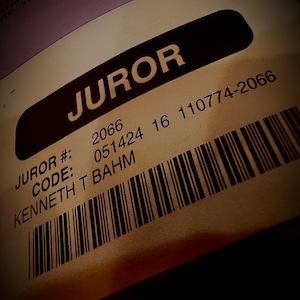 JUROR
JUROR #: 2066
CODE: 051424 16 110774-2066
KENNETH T BAHM